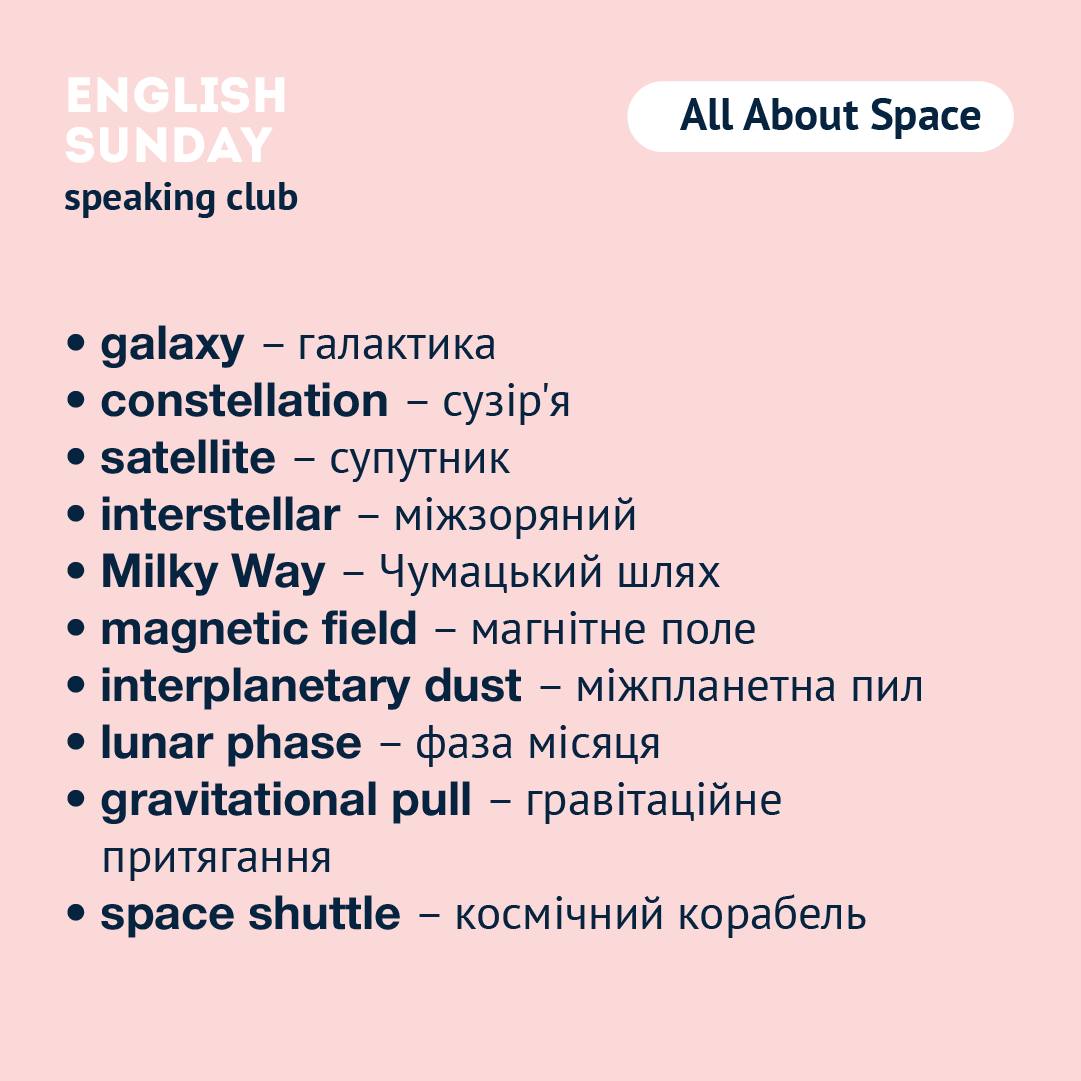 ENGLISH
SUNDAY
speaking club
All About Space
• galaxy – галактика
• constellation – сузір'я
• satellite – супутник
• interstellar – міжзоряний
• Milky Way – Чумацький шлях
• magnetic field – магнітне поле
• interplanetary dust – міжпланетна пил
• lunar phase – фаза місяця
• gravitational pull – гравітаційне
притягання
• space shuttle – космічний корабель